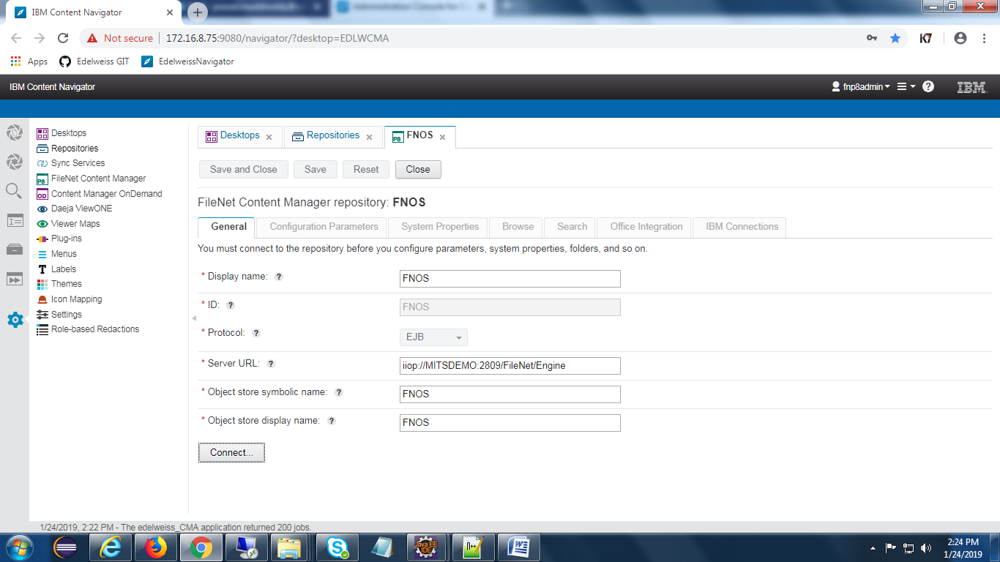 IBM Content Navigator
Administration Console for C
Not secure 172.16.8.75:9080/navigator/?desktop=EDLWCMA
Apps Edelweiss GIT EdelweissNavigator
IBM Content Navigator fnp8admin ? IBM
Desktops
Repositories
Sync Services
FileNet Content Manager
Content Manager OnDemand
Daeja ViewONE
Viewer Maps
Plug-ins
Menus
Labels
Themes
Icon Mapping
Settings
Role-based Redactions
Desktops Repositories FNOS
Save and Close Save Reset Close
FileNet Content Manager repository: FNOS
General Configuration Parameters System Properties Browse Search Office Integration IBM Connections
You must connect to the repository before you configure parameters, system properties, folders, and so on.
* Display name: ? FNOS
* ID: ? FNOS
* Protocol: ? EJB
* Server URL: ? iiop://MITSDEMO:2809/FileNet/Engine
* Object store symbolic name: ? FNOS
* Object store display name: ? FNOS
Connect...
1/24/2019, 2:22 PM - The edelweiss_CMA application returned 200 jobs.
2:24 PM
1/24/2019